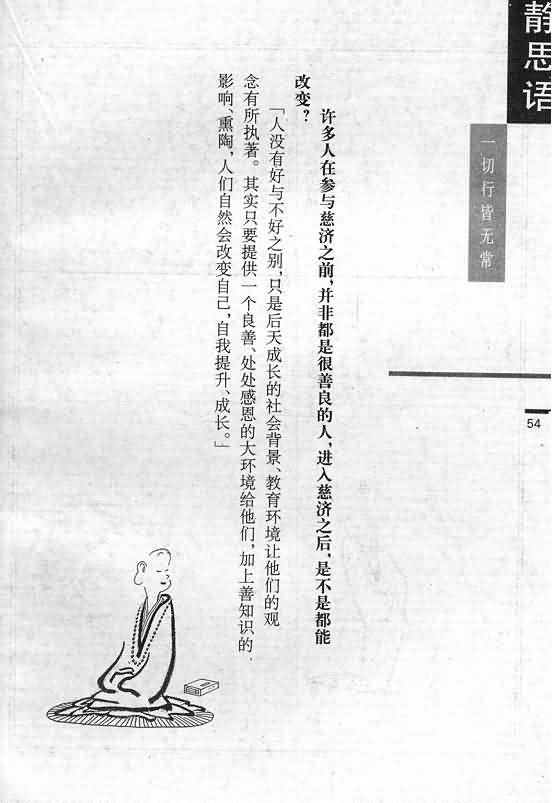 静思语
一切行皆无常
54
许多人在参与慈济之前，并非都是很善良的人，进入慈济之后，是不是都能
改变？
「人没有好与不好之别，只是后天成长的社会背景、教育环境让他们的观
念有所执著。其实只要提供一个良善、处处感恩的大环境给他们，加上善知识的
影响、熏陶，人们自然会改变自己，自我提升、成长。」